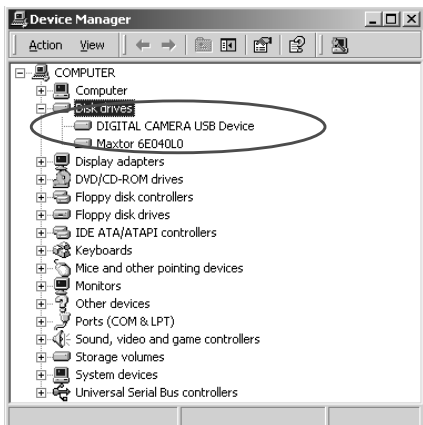 Device Manager
Action View
COMPUTER
Computer
Disk drives
DIGITAL CAMERA USB Device
Maxtor 6E040L0
Display adapters
DVD/CD-ROM drives
Floppy disk controllers
Floppy disk drives
IDE ATA/ATAPI controllers
Keyboards
Mice and other pointing devices
Monitors
Other devices
Ports (COM & LPT)
Sound, video and game controllers
Storage volumes
System devices
Universal Serial Bus controllers